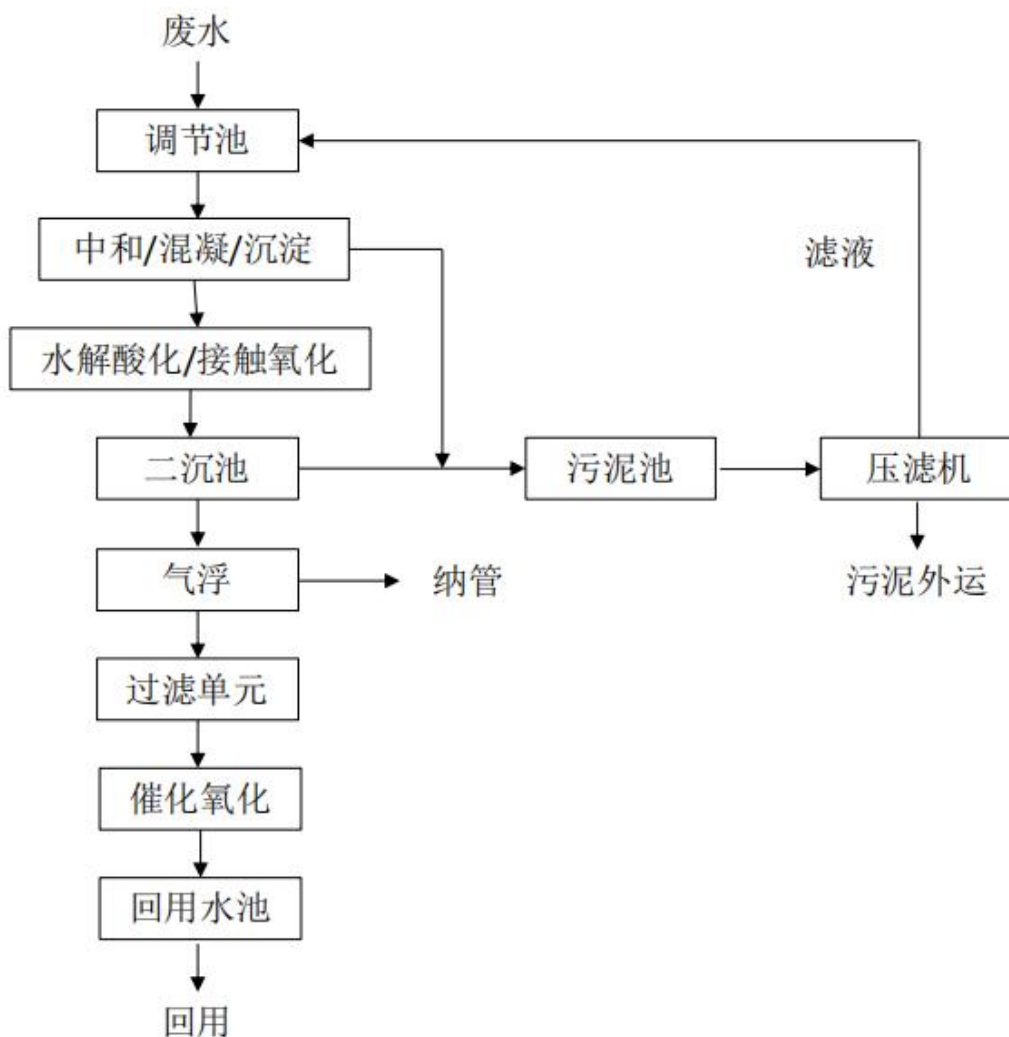 废水
调节池
中和/混凝/沉淀
滤液
水解酸化/接触氧化
二沉池
污泥池
压滤机
气浮
纳管
污泥外运
过滤单元
催化氧化
回用水池
回用